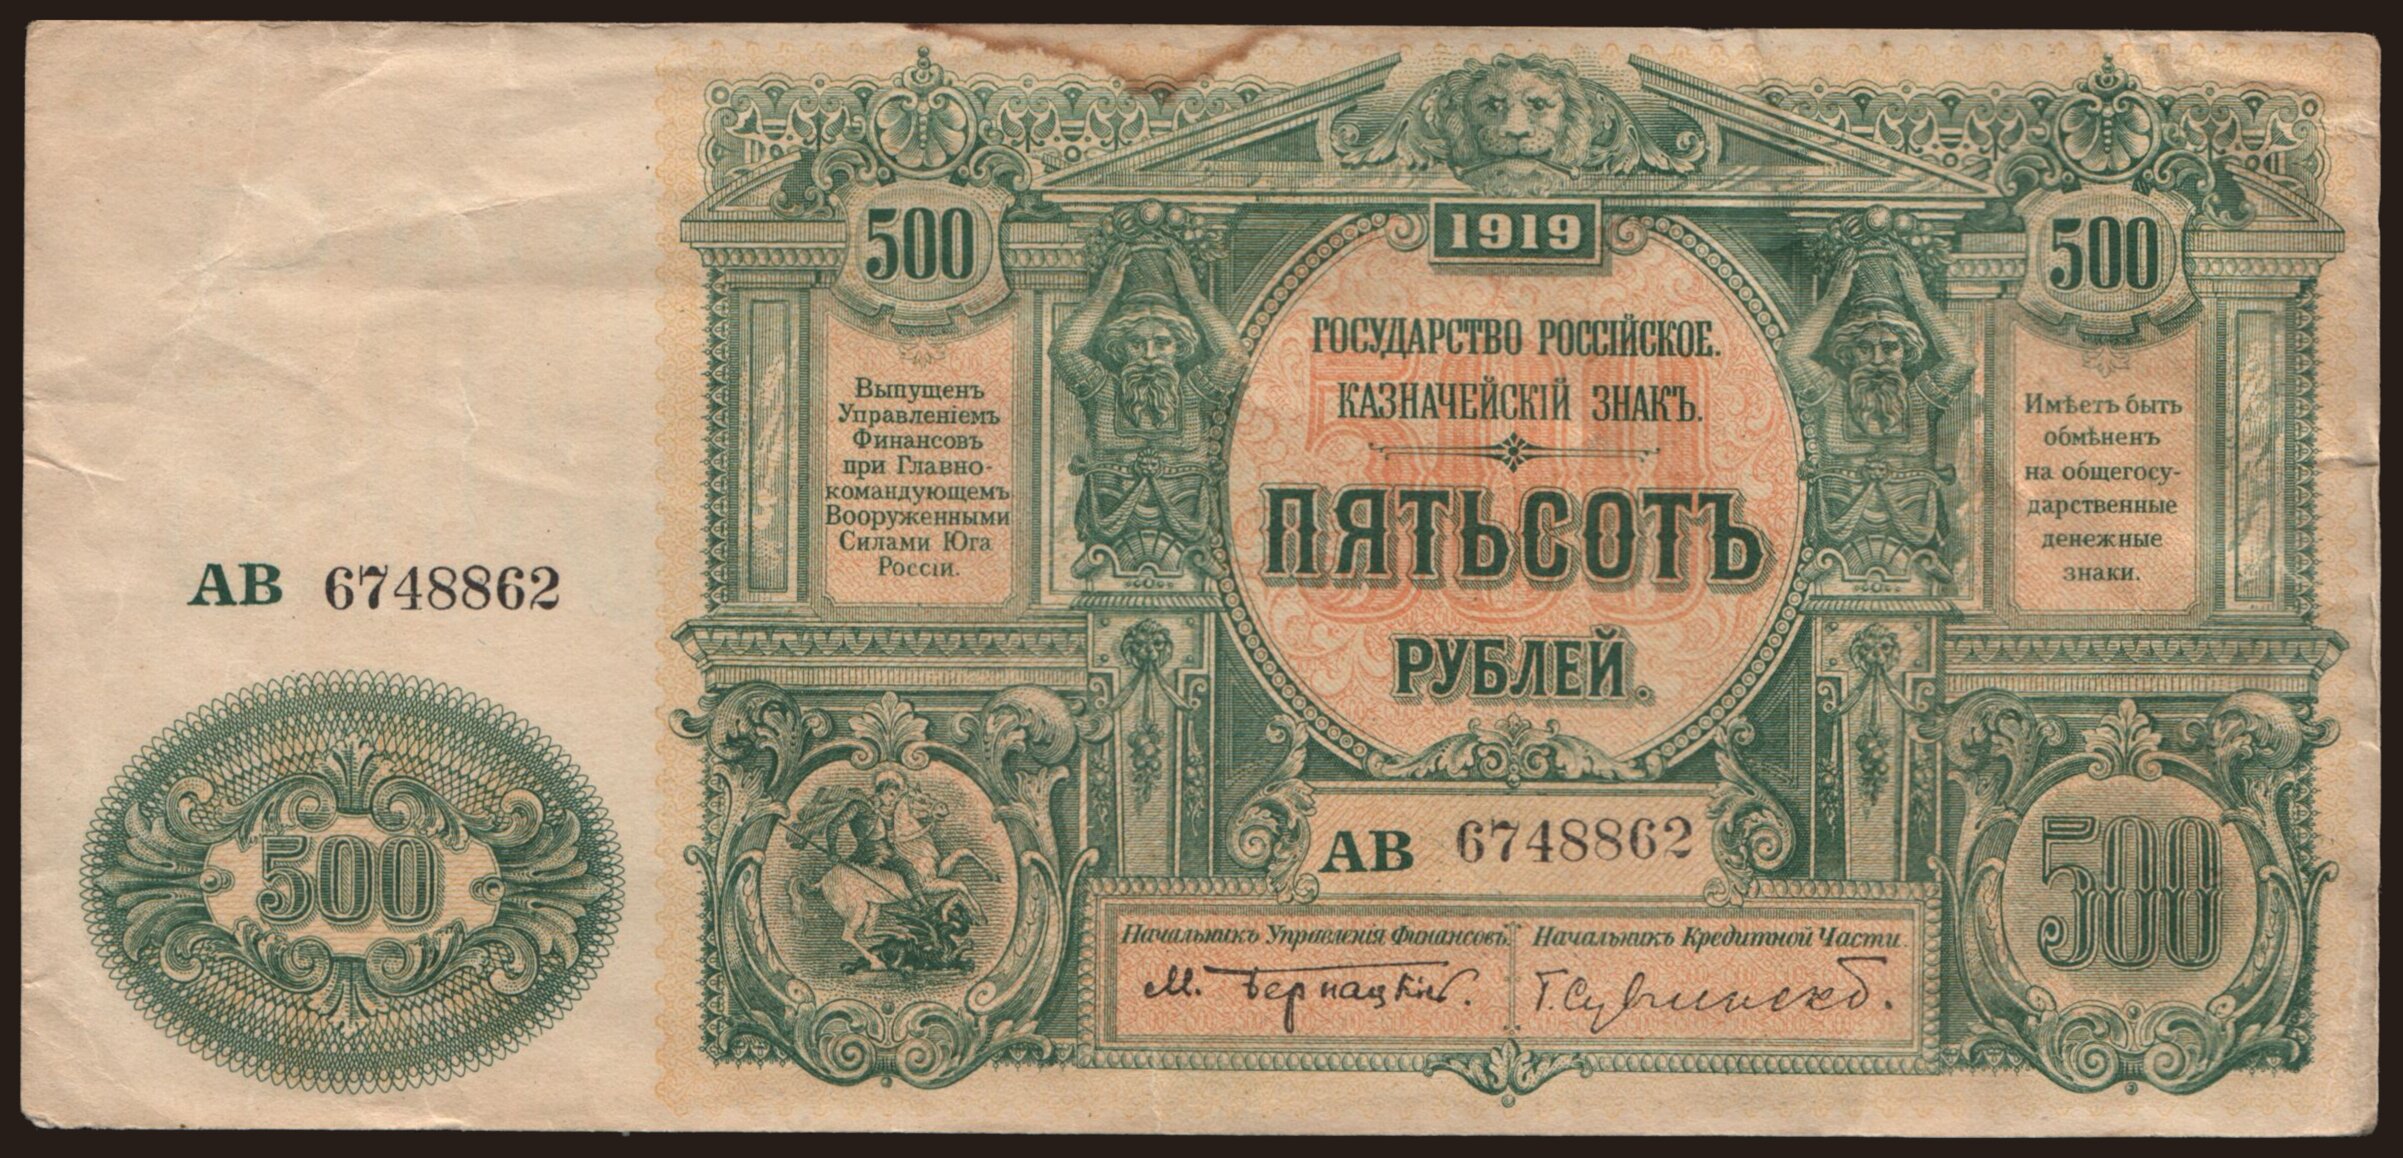 500
1919
500
ГОСУДАРСТВО РОССІЙСКОЕ.
КАЗНАЧЕЙСКІЙ ЗНАКЪ.
ПЯТЬСОТЪ
РУБЛЕЙ.
Выпущенъ
Управленіемъ
Финансовъ
при Главно-
командующемъ
Вооруженными
Силами Юга
Россіи.
Имѣетъ быть
обмѣненъ
на общегосу-
дарственные
денежные
знаки.
АВ 6748862
АВ 6748862
500
500
Начальникъ Управленія Финансовъ.
Начальникъ Кредитной Части.
М. Бернацкій.